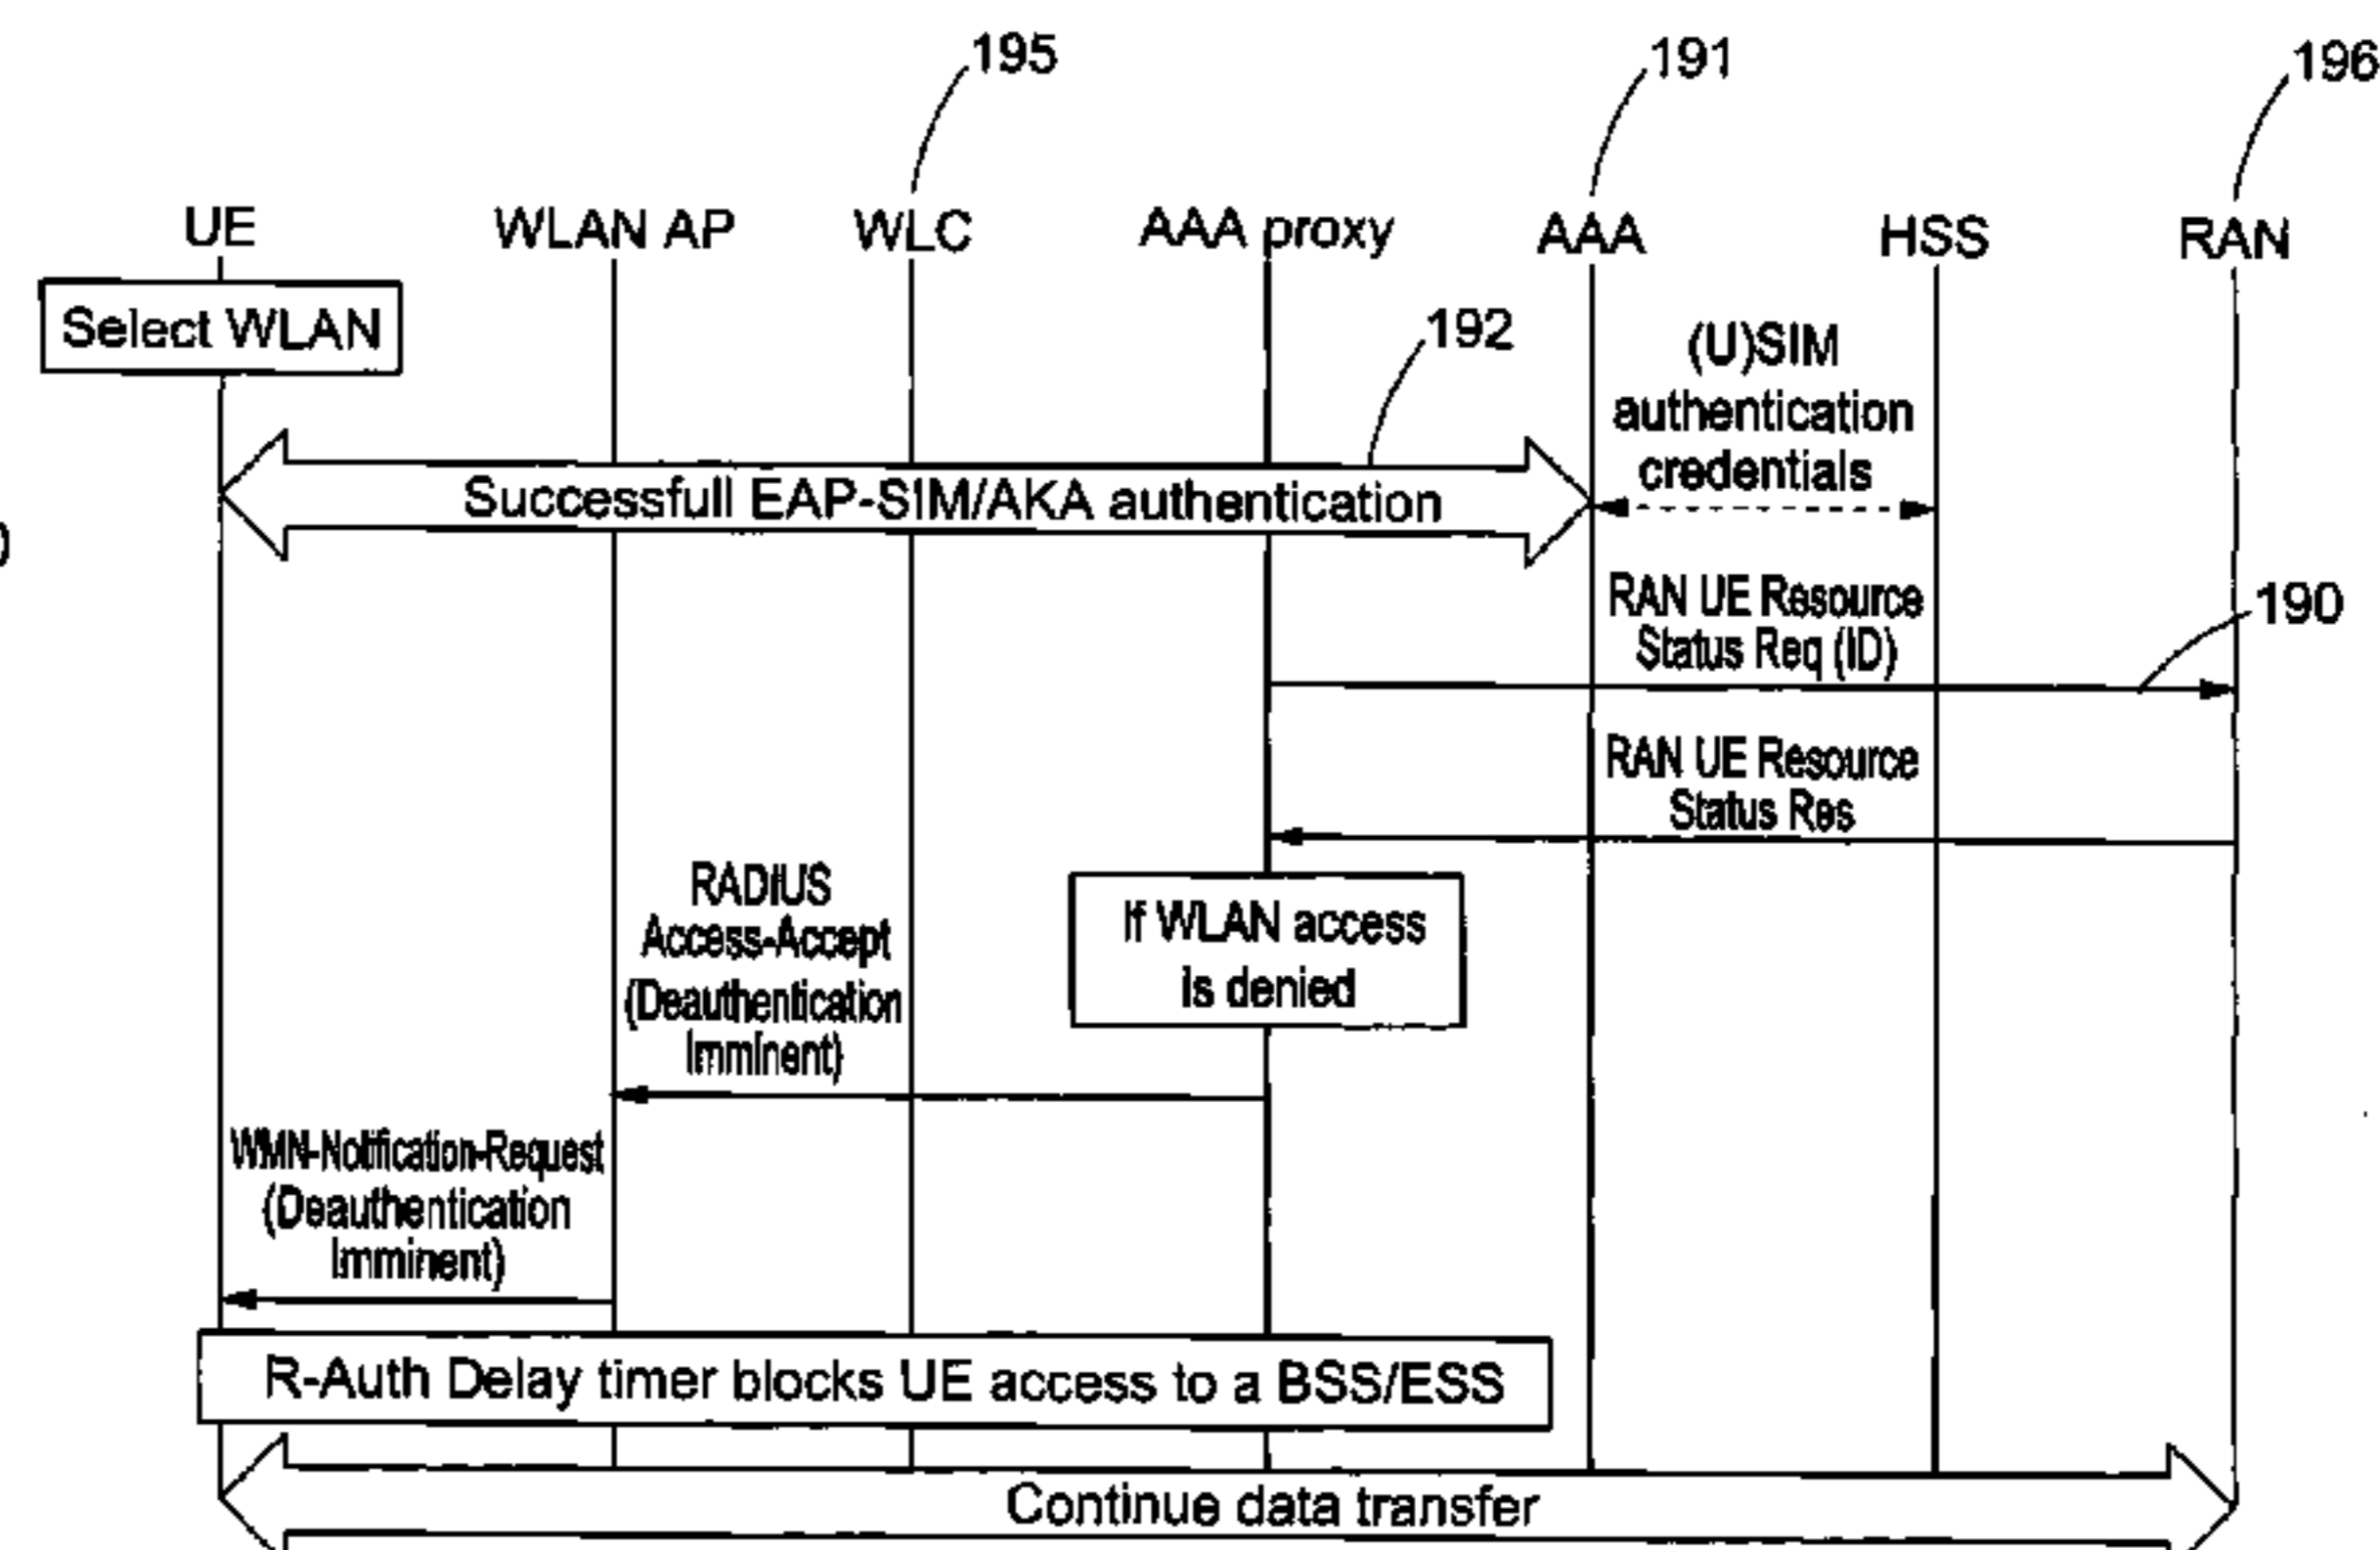 195
191
196
UE
WLAN AP
WLC
AAA proxy
AAA
HSS
RAN
Select WLAN
192
(U)SIM
authentication
credentials
Successfull EAP-SIM/AKA authentication
RAN UE Resource
Status Req (ID)
190
RAN UE Resource
Status Res
RADIUS
Access-Accept
(Deauthentication
Imminent)
If WLAN access
is denied
WMN-Notification-Request
(Deauthentication
Imminent)
R-Auth Delay timer blocks UE access to a BSS/ESS
Continue data transfer